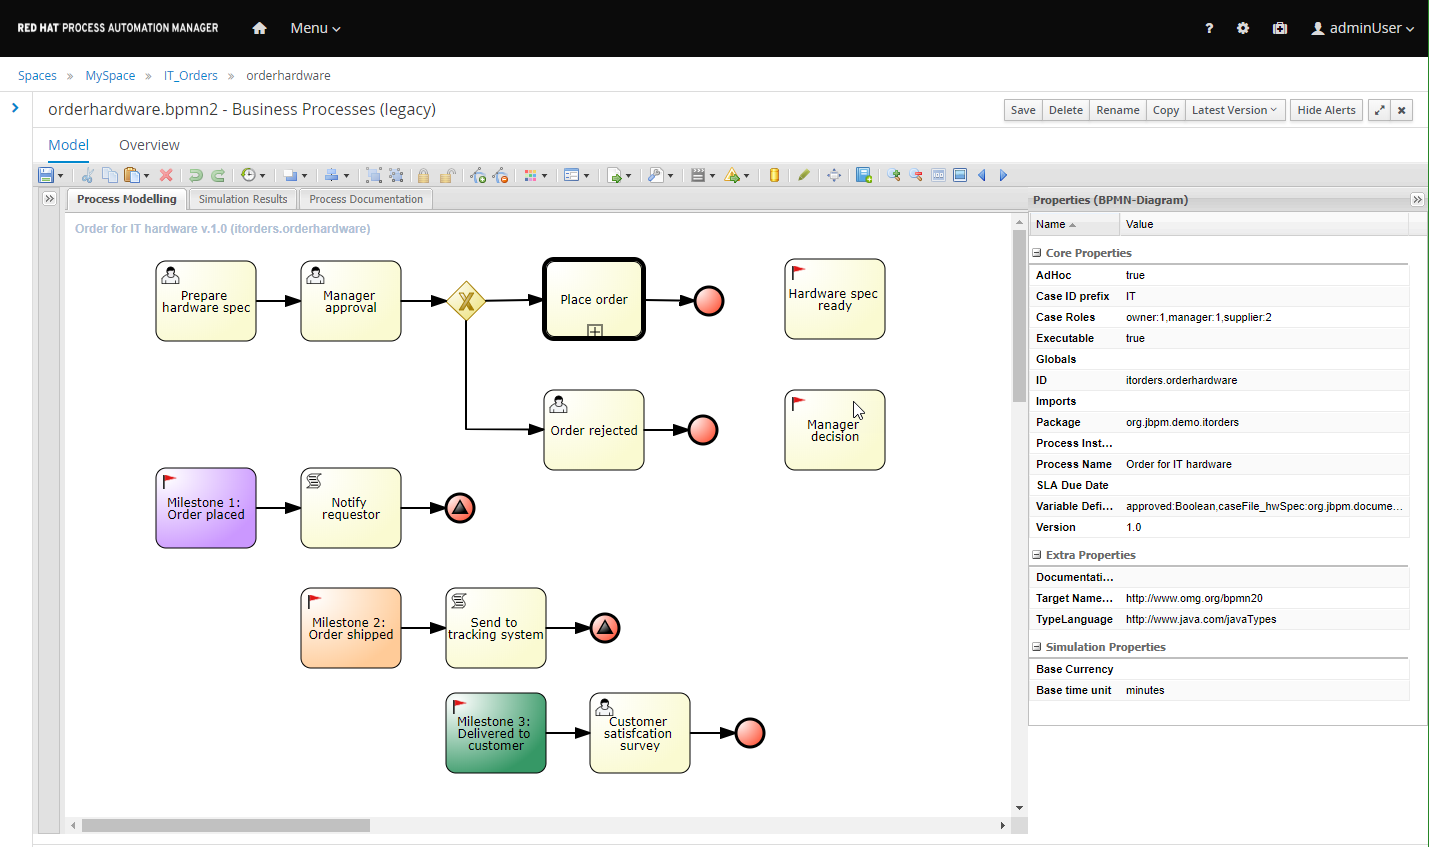 RED HAT PROCESS AUTOMATION MANAGER
Menu
?
adminUser
Spaces » MySpace » IT_Orders » orderhardware
orderhardware.bpmn2 - Business Processes (legacy)
Save
Delete
Rename
Copy
Latest Version
Hide Alerts
Model
Overview
Process Modelling
Simulation Results
Process Documentation
Order for IT hardware v.1.0 (itorders.orderhardware)
Prepare
hardware spec
Manager
approval
Place order
Hardware spec
ready
Order rejected
Manager
decision
Milestone 1:
Order placed
Notify
requestor
Milestone 2:
Order shipped
Send to
tracking system
Milestone 3:
Delivered to
customer
Customer
satisfcation
survey
Properties (BPMN-Diagram)
Name Value
Core Properties
AdHoc true
Case ID prefix IT
Case Roles owner:1,manager:1,supplier:2
Executable true
Globals
ID itorders.orderhardware
Imports
Package org.jbpm.demo.itorders
Process Inst...
Process Name Order for IT hardware
SLA Due Date
Variable Defi... approved:Boolean,caseFile_hwSpec:org.jbpm.docume...
Version 1.0
Extra Properties
Documentati...
Target Name... http://www.omg.org/bpmn20
TypeLanguage http://www.java.com/javaTypes
Simulation Properties
Base Currency
Base time unit minutes